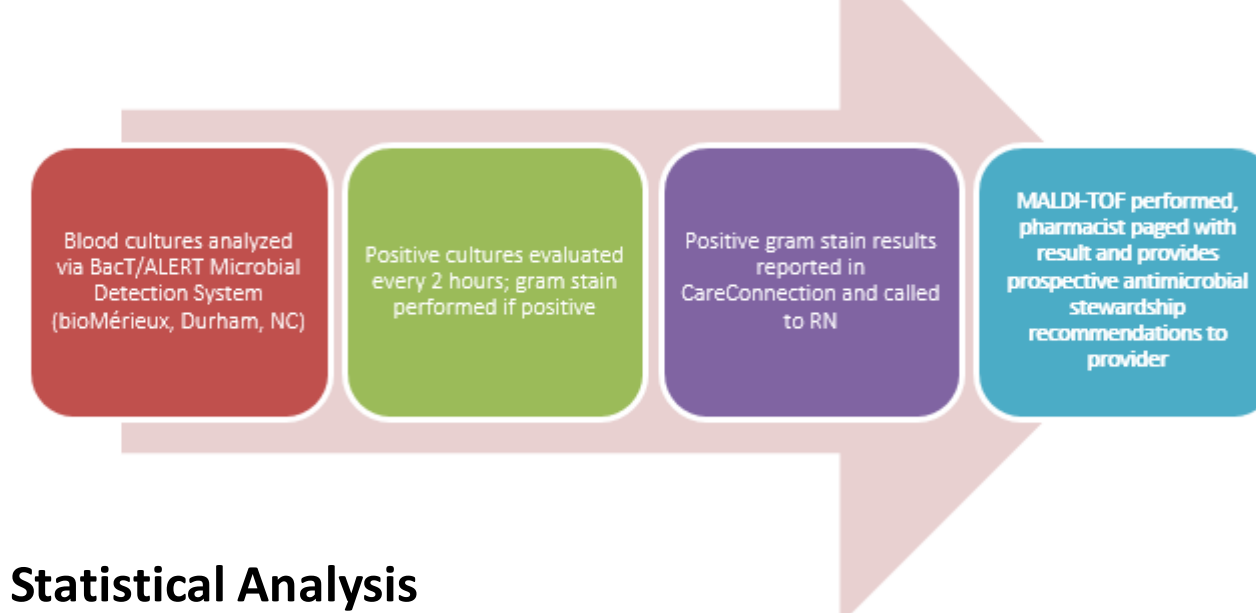 Blood cultures analyzed
via BacT/ALERT Microbial
Detection System
(bioMérieux, Durham, NC)
Positive cultures evaluated
every 2 hours; gram stain
performed if positive
Positive gram stain results
reported in
CareConnection and called
to RN
MALDI-TOF performed,
pharmacist paged with
result and provides
prospective antimicrobial
stewardship
recommendations to
provider
Statistical Analysis